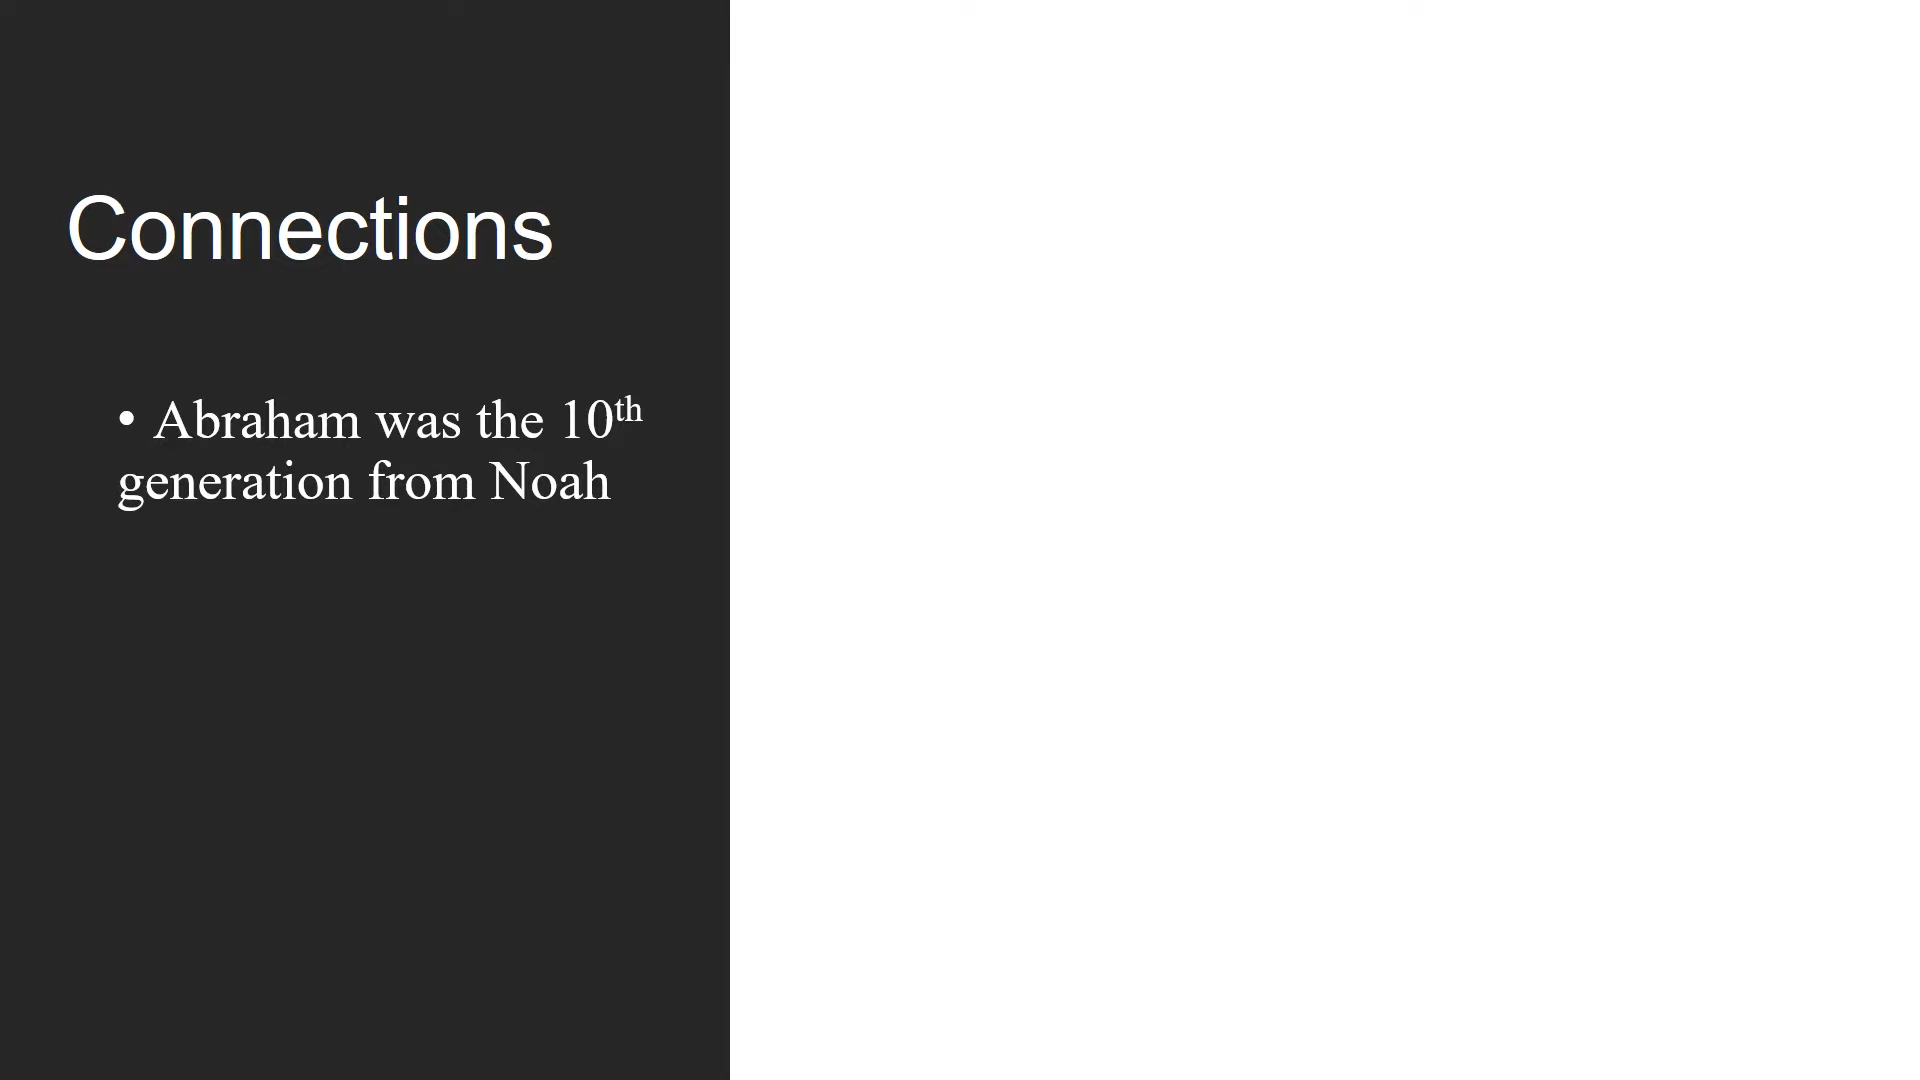 Connections
• Abraham was the 10th
generation from Noah